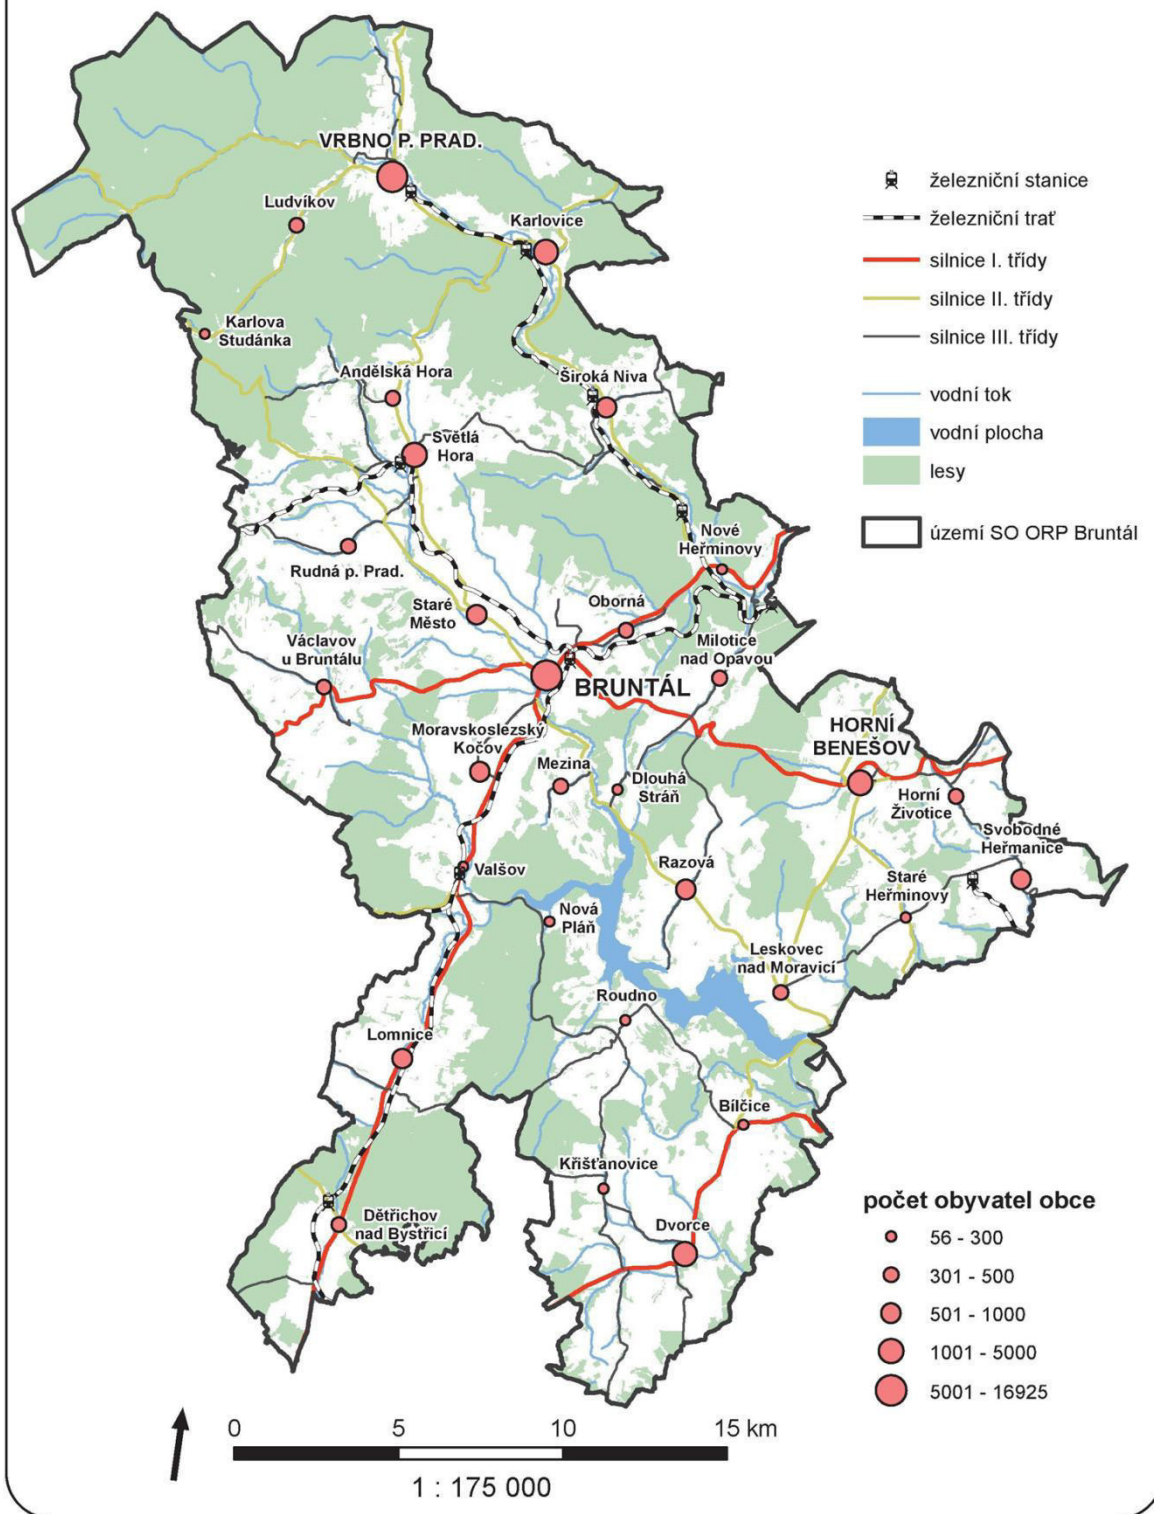 VRBNO P. PRAD.
Ludvíkov
Karlovice
Karlova
Studánka
Andělská Hora
Široká Niva
Světlá
Hora
Nové
Heřminovy
Rudná p. Prad.
Oborná
Staré
Město
Václavov
u Bruntálu
Milotice
nad Opavou
BRUNTÁL
Moravskoslezský
Kočov
HORNÍ
BENEŠOV
Mezina
Dlouhá
Stráň
Horní
Životice
Svobodné
Heřmanice
Valšov
Razová
Staré
Heřminovy
Nová
Pláň
Leskovec
nad Moravicí
Roudno
Lomnice
Bílčice
Křišťanovice
Dětřichov
nad Bystřicí
Dvorce
železniční stanice
železniční trať
silnice I. třídy
silnice II. třídy
silnice III. třídy
vodní tok
vodní plocha
lesy
území SO ORP Bruntál
počet obyvatel obce
56 - 300
301 - 500
501 - 1000
1001 - 5000
5001 - 16925
0 5 10 15 km
1 : 175 000